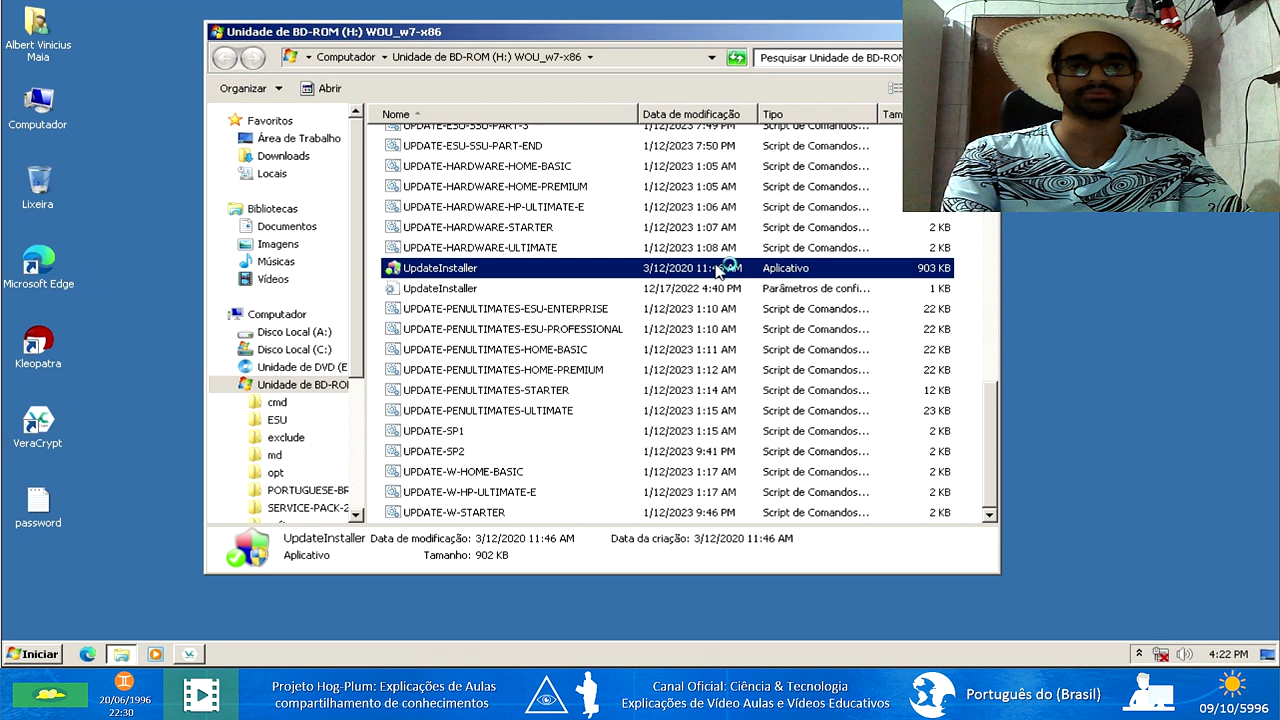 Unidade de BD-ROM (H:) WOU_w7-x86
Computador Unidade de BD-ROM (H:) WOU_w7-x86
Pesquisar Unidade de BD-ROM
Organizar Abrir
Nome Data de modificação Tipo Tam
UPDATE-ESU-SSU-PART-3 1/12/2023 7:49 PM Script de Comandos...
UPDATE-ESU-SSU-PART-END 1/12/2023 7:50 PM Script de Comandos...
UPDATE-HARDWARE-HOME-BASIC 1/12/2023 1:05 AM Script de Comandos...
UPDATE-HARDWARE-HOME-PREMIUM 1/12/2023 1:05 AM Script de Comandos...
UPDATE-HARDWARE-HP-ULTIMATE-E 1/12/2023 1:06 AM Script de Comandos...
UPDATE-HARDWARE-STARTER 1/12/2023 1:07 AM Script de Comandos... 2 KB
UPDATE-HARDWARE-ULTIMATE 1/12/2023 1:08 AM Script de Comandos... 2 KB
UpdateInstaller 3/12/2020 11:46 AM Aplicativo 903 KB
UpdateInstaller 12/17/2022 4:40 PM Parâmetros de confi... 1 KB
UPDATE-PENULTIMATES-ESU-ENTERPRISE 1/12/2023 1:10 AM Script de Comandos... 22 KB
UPDATE-PENULTIMATES-ESU-PROFESSIONAL 1/12/2023 1:10 AM Script de Comandos... 22 KB
UPDATE-PENULTIMATES-HOME-BASIC 1/12/2023 1:11 AM Script de Comandos... 22 KB
UPDATE-PENULTIMATES-HOME-PREMIUM 1/12/2023 1:12 AM Script de Comandos... 22 KB
UPDATE-PENULTIMATES-STARTER 1/12/2023 1:14 AM Script de Comandos... 12 KB
UPDATE-PENULTIMATES-ULTIMATE 1/12/2023 1:15 AM Script de Comandos... 23 KB
UPDATE-SP1 1/12/2023 1:15 AM Script de Comandos... 2 KB
UPDATE-SP2 1/12/2023 9:41 PM Script de Comandos... 2 KB
UPDATE-W-HOME-BASIC 1/12/2023 1:17 AM Script de Comandos... 2 KB
UPDATE-W-HP-ULTIMATE-E 1/12/2023 1:17 AM Script de Comandos... 2 KB
UPDATE-W-STARTER 1/12/2023 9:46 PM Script de Comandos... 2 KB
Favoritos
Área de Trabalho
Downloads
Locais
Bibliotecas
Documentos
Imagens
Músicas
Vídeos
Computador
Disco Local (A:)
Disco Local (C:)
Unidade de DVD (E
Unidade de BD-RO
cmd
ESU
exclude
md
opt
PORTUGUESE-BR
SERVICE-PACK-2
UpdateInstaller Data de modificação: 3/12/2020 11:46 AM Data da criação: 3/12/2020 11:46 AM
Aplicativo Tamanho: 902 KB
Albert Vinicius
Maia
Computador
Lixeira
Microsoft Edge
Kleopatra
VeraCrypt
password
Iniciar
4:22 PM
20/06/1996
22:30
Projeto Hog-Plum: Explicações de Aulas
compartilhamento de conhecimentos
Canal Oficial: Ciência & Tecnologia
Explicações de Vídeo Aulas e Vídeos Educativos
Português do (Brasil)
09/10/5996